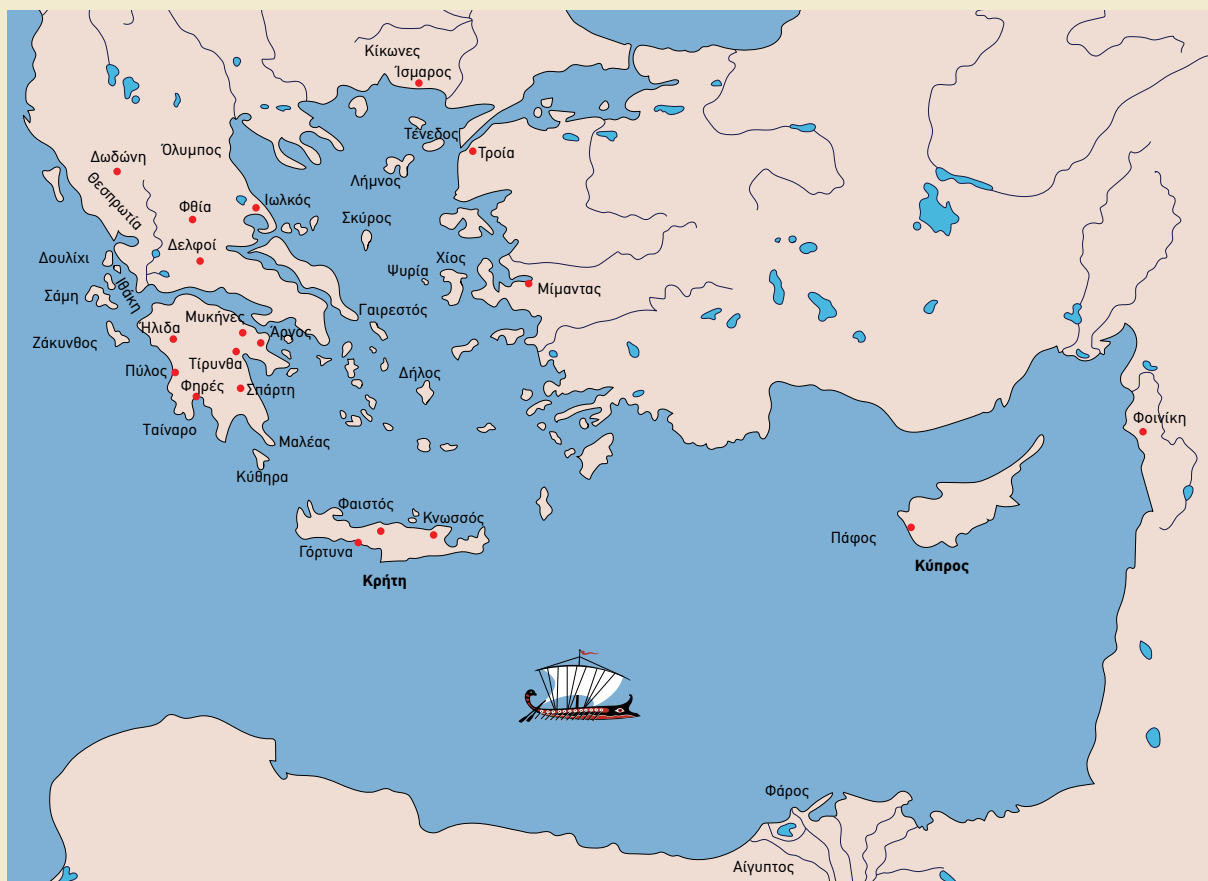 Κίκωνες
Ίσμαρος
Τένεδος
Τροία
Όλυμπος
Δωδώνη
Λήμνος
Θεσπρωτία
Φθία
Ιωλκός
Σκύρος
Δελφοί
Δουλίχι
Ψυρία
Χίος
Μίμαντας
Ιθάκη
Σάμη
Γαιρεστός
Μυκήνες
Ήλιδα
Άργος
Ζάκυνθος
Τίρυνθα
Πύλος
Δήλος
Φηρές
Σπάρτη
Ταίναρο
Μαλέας
Κύθηρα
Φοινίκη
Φαιστός
Κνωσσός
Γόρτυνα
Κρήτη
Πάφος
Κύπρος
Φάρος
Αίγυπτος